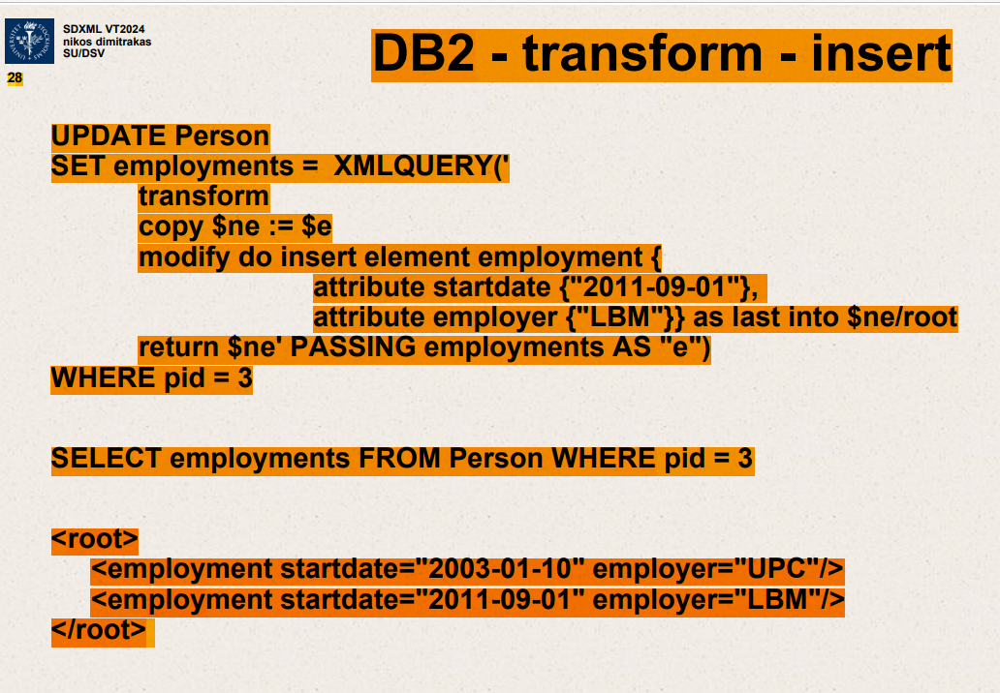 SDXML VT2024
nikos dimitrakas
SU/DSV
28
DB2 - transform - insert
UPDATE Person
SET employments = XMLQUERY('
transform
copy $ne := $e
modify do insert element employment {
attribute startdate {"2011-09-01"},
attribute employer {"LBM"}} as last into $ne/root
return $ne' PASSING employments AS "e")
WHERE pid = 3
SELECT employments FROM Person WHERE pid = 3
<root>
<employment startdate="2003-01-10" employer="UPC"/>
<employment startdate="2011-09-01" employer="LBM"/>
</root>